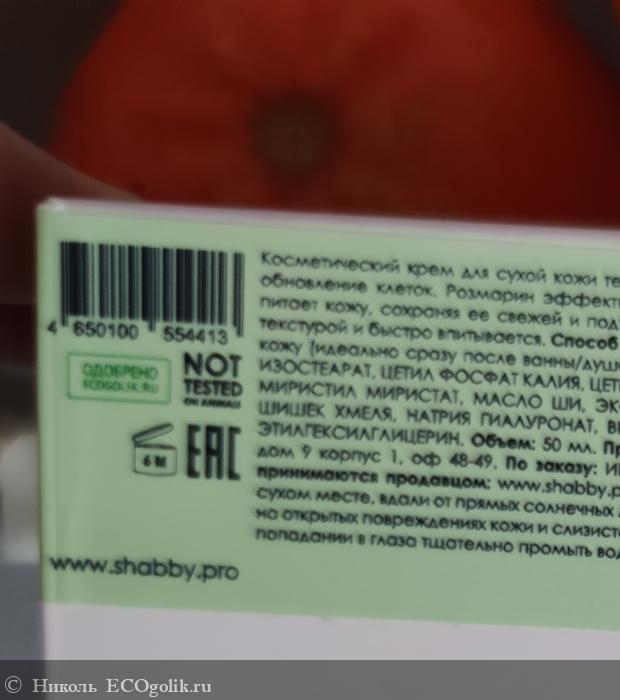 Косметический крем для сухой кожи
обновление клеток. Розмарин
питает кожу, сохраняя ее свежей и
текстурой и быстро впитывается. Способ
кожу (идеально сразу после ванны/душ
ИЗОСТЕАРАТ, ЦЕТИЛ ФОСФАТ КАЛИЯ,
МИРИСТИЛ МИРИСТАТ, МАСЛО ШИ,
ШИШЕК ХМЕЛЯ, НАТРИЯ ГИАЛУРОНАТ,
ЭТИЛГЕКСИЛГЛИЦЕРИН. Объем: 50 мл.
дом 9 корпус 1, оф 48-49. По заказу:
принимаются продавцом: www.shabby.p
сухом месте, вдали от прямых солнечных
на открытых повреждениях кожи и
попадании в глаза тщательно промыть
4 650100 554413
ОДОБРЕНО
ECOGOLIK.RU
NOT
TESTED
ON ANIMALS
6 M
EAC
www.shabby.pro
© Николь ECOgolik.ru